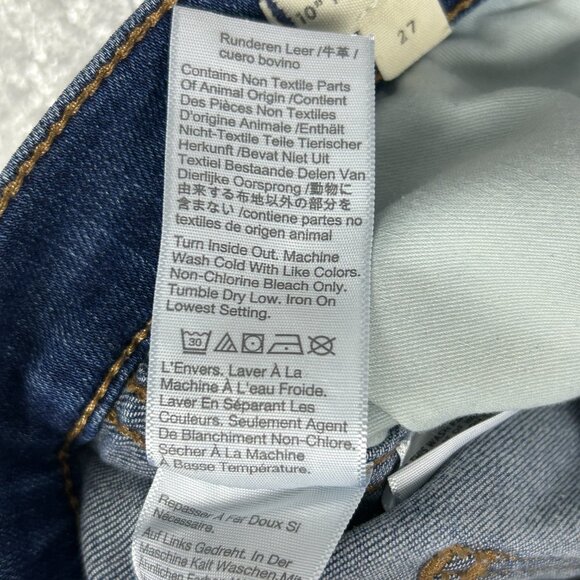 10"
27
Runderen Leer /牛革 /
cuero bovino
Contains Non Textile Parts
Of Animal Origin /Contient
Des Pièces Non Textiles
D'origine Animale /Enthält
Nicht-Textile Teile Tierischer
Herkunft /Bevat Niet Uit
Textiel Bestaande Delen Van
Dierlijke Oorsprong /動物に
由来する布地以外の部分を
含まない /contiene partes no
textiles de origen animal
Turn Inside Out. Machine
Wash Cold With Like Colors.
Non-Chlorine Bleach Only.
Tumble Dry Low. Iron On
Lowest Setting.
30
L'Envers. Laver À La
Machine À L'eau Froide.
Laver En Séparant Les
Couleurs. Seulement Agent
De Blanchiment Non-Chlore.
Sécher À La Machine
À Basse Température.
Repasser À Fer Doux Si
Nécessaire.
Auf Links Gedreht. In Der
Maschine Kalt Waschen. Mit